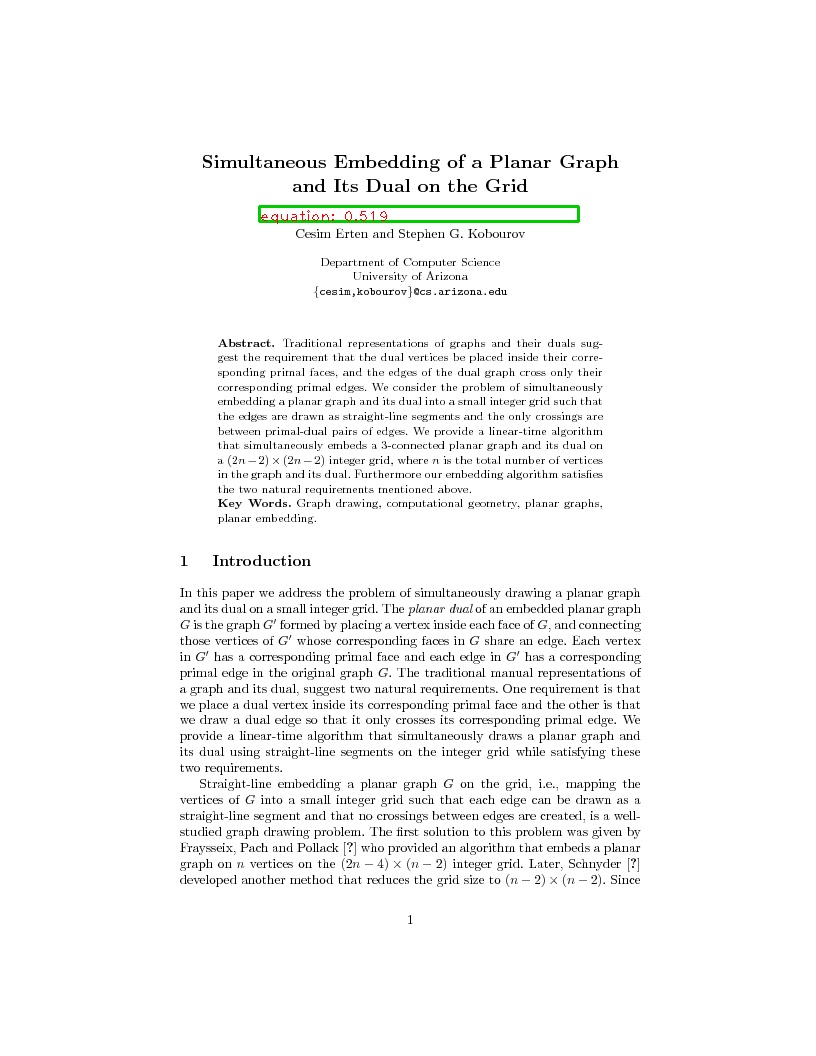 Simultaneous Embedding of a Planar Graph
and Its Dual on the Grid
equation: 0.519
Cesim Erten and Stephen G. Kobourov
Department of Computer Science
University of Arizona
{cesim,kobourov}@cs.arizona.edu
Abstract. Traditional representations of graphs and their duals sug-
gest the requirement that the dual vertices be placed inside their corre-
sponding primal faces, and the edges of the dual graph cross only their
corresponding primal edges. We consider the problem of simultaneously
embedding a planar graph and its dual into a small integer grid such that
the edges are drawn as straight-line segments and the only crossings are
between primal-dual pairs of edges. We provide a linear-time algorithm
that simultaneously embeds a 3-connected planar graph and its dual on
a (2n−2)×(2n−2) integer grid, where n is the total number of vertices
in the graph and its dual. Furthermore our embedding algorithm satisfies
the two natural requirements mentioned above.
Key Words. Graph drawing, computational geometry, planar graphs,
planar embedding.
1 Introduction
In this paper we address the problem of simultaneously drawing a planar graph
and its dual on a small integer grid. The planar dual of an embedded planar graph
G is the graph G′ formed by placing a vertex inside each face of G, and connecting
those vertices of G′ whose corresponding faces in G share an edge. Each vertex
in G′ has a corresponding primal face and each edge in G′ has a corresponding
primal edge in the original graph G. The traditional manual representations of
a graph and its dual, suggest two natural requirements. One requirement is that
we place a dual vertex inside its corresponding primal face and the other is that
we draw a dual edge so that it only crosses its corresponding primal edge. We
provide a linear-time algorithm that simultaneously draws a planar graph and
its dual using straight-line segments on the integer grid while satisfying these
two requirements.
Straight-line embedding a planar graph G on the grid, i.e., mapping the
vertices of G into a small integer grid such that each edge can be drawn as a
straight-line segment and that no crossings between edges are created, is a well-
studied graph drawing problem. The first solution to this problem was given by
Fraysseix, Pach and Pollack [?] who provided an algorithm that embeds a planar
graph on n vertices on the (2n − 4) × (n − 2) integer grid. Later, Schnyder [?]
developed another method that reduces the grid size to (n − 2) × (n − 2). Since
1